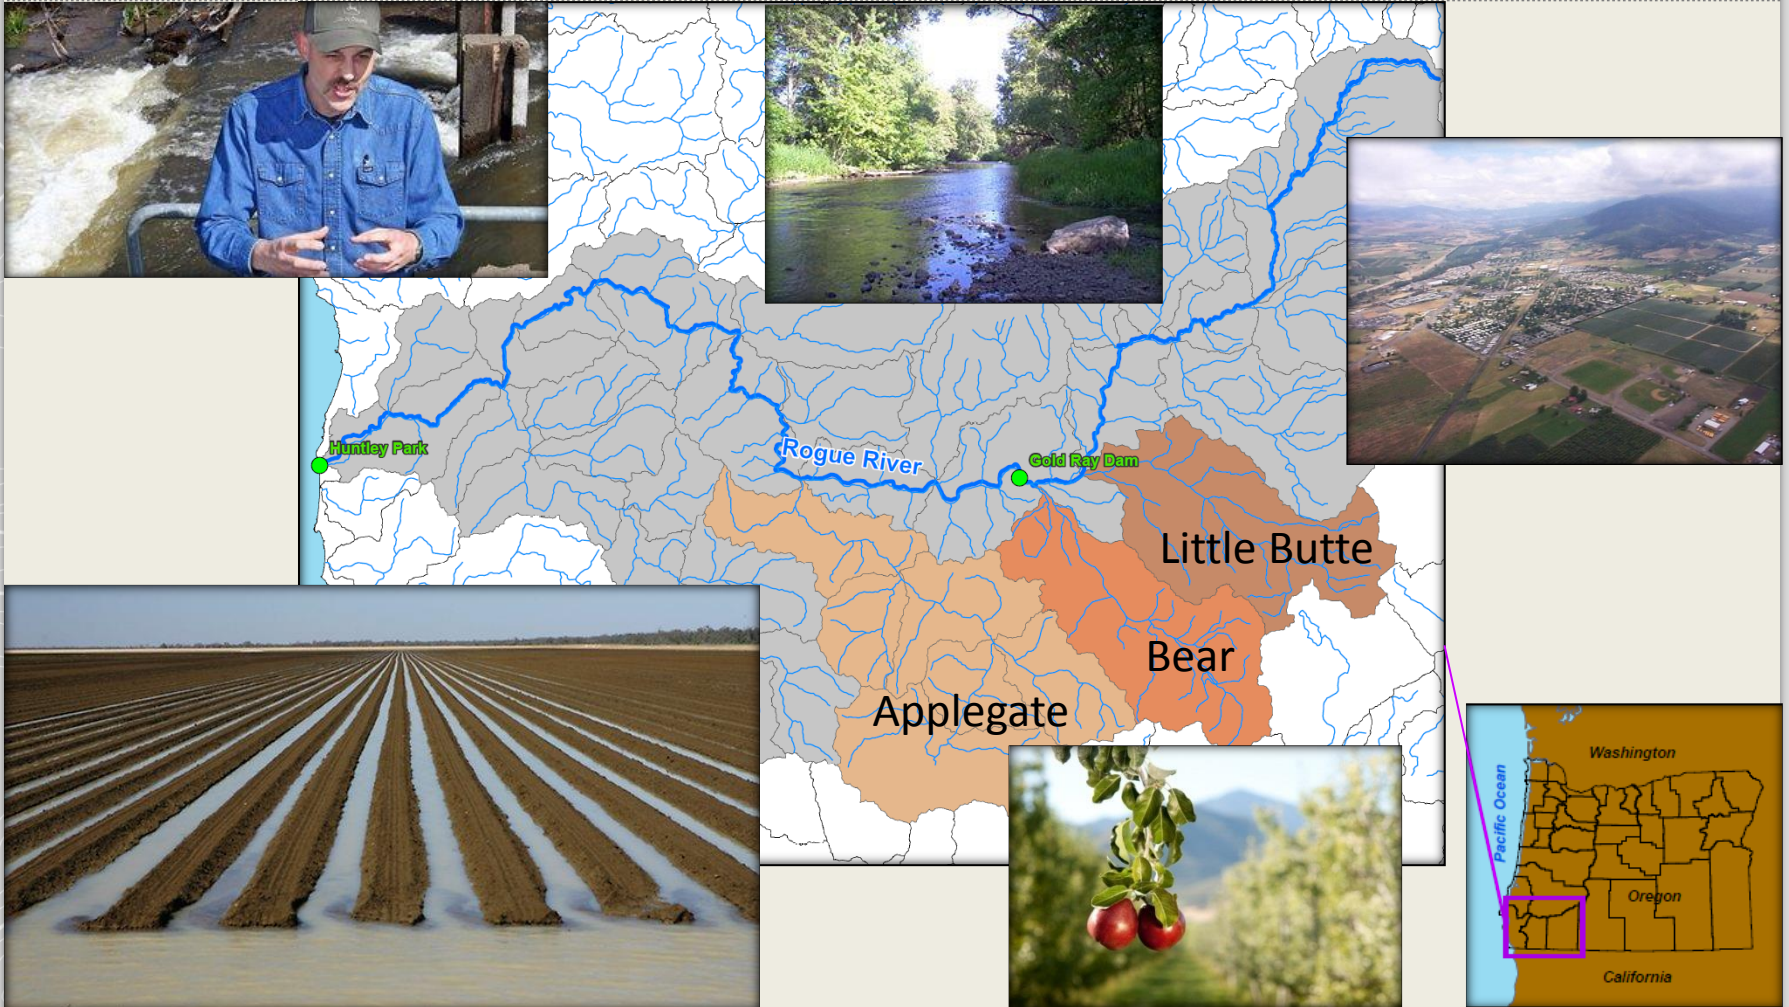 Huntley Park
Rogue River
Gold Ray Dam
Little Butte
Bear
Applegate
Washington
Pacific Ocean
Oregon
California